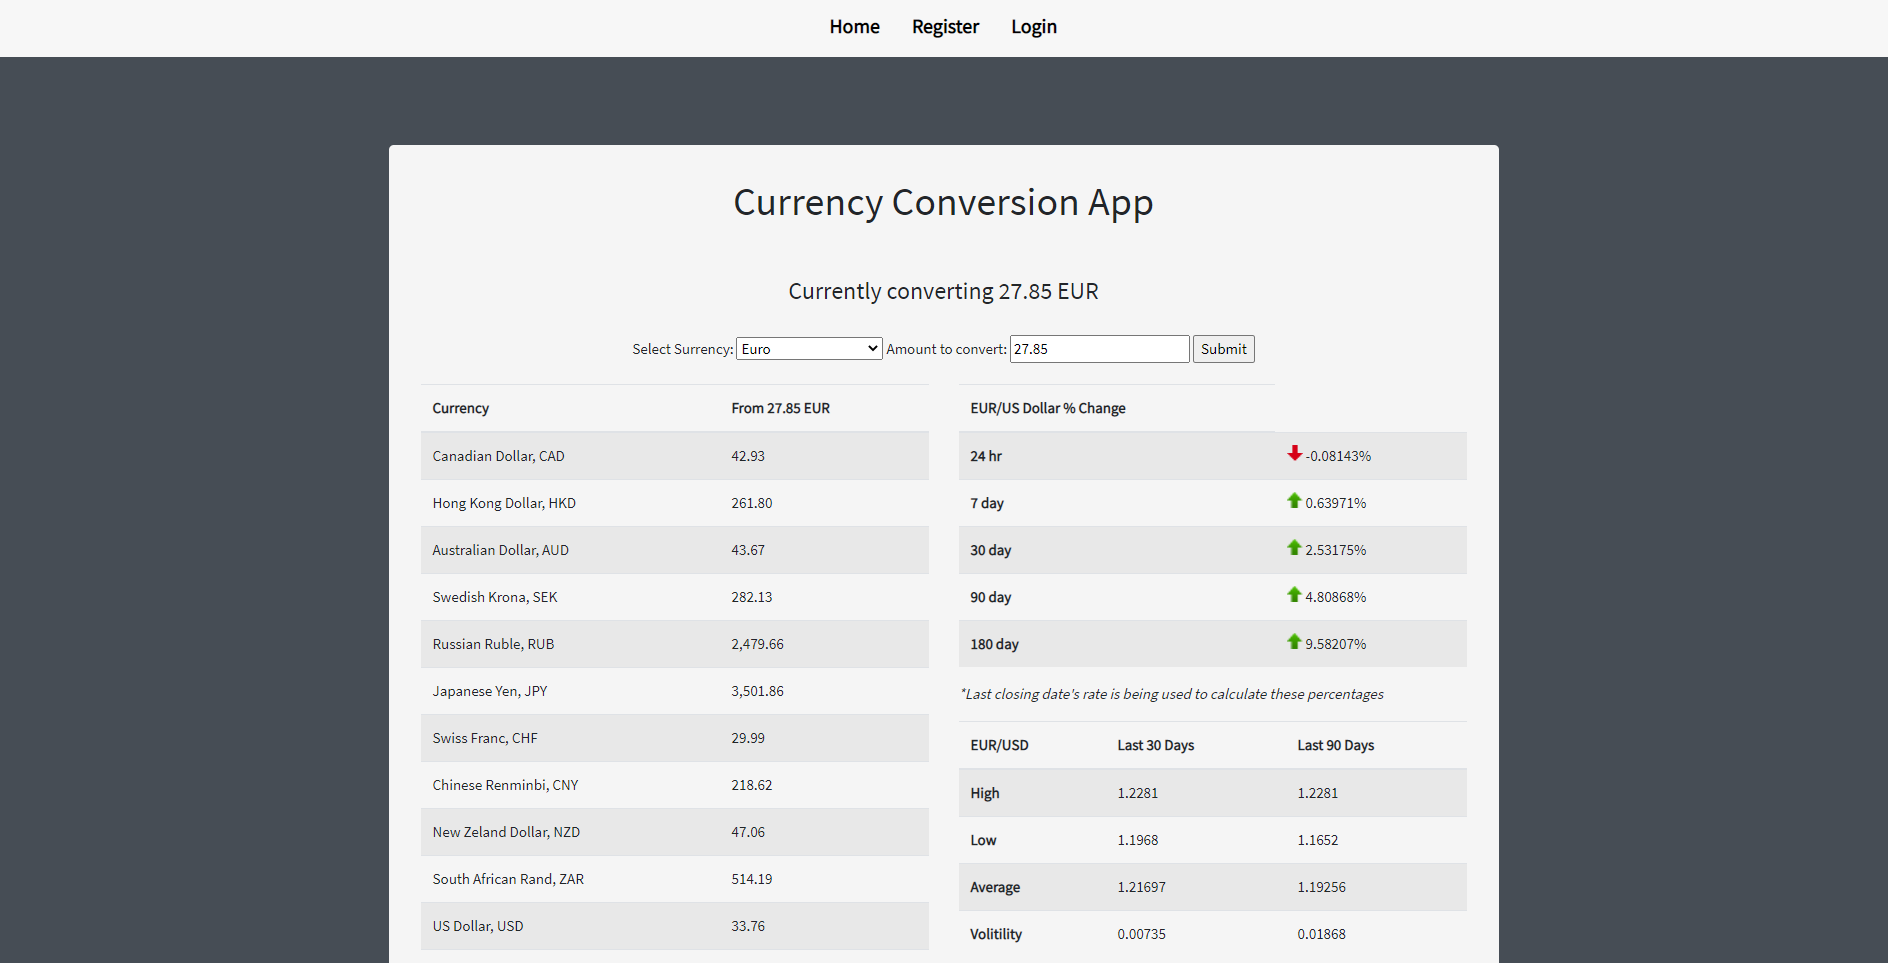 Home Register Login
Currency Conversion App
Currently converting 27.85 EUR
Select Surrency: Euro Amount to convert: 27.85 Submit
Currency From 27.85 EUR
Canadian Dollar, CAD 42.93
Hong Kong Dollar, HKD 261.80
Australian Dollar, AUD 43.67
Swedish Krona, SEK 282.13
Russian Ruble, RUB 2,479.66
Japanese Yen, JPY 3,501.86
Swiss Franc, CHF 29.99
Chinese Renminbi, CNY 218.62
New Zeland Dollar, NZD 47.06
South African Rand, ZAR 514.19
US Dollar, USD 33.76
EUR/US Dollar % Change
24 hr -0.08143%
7 day 0.63971%
30 day 2.53175%
90 day 4.80868%
180 day 9.58207%
*Last closing date's rate is being used to calculate these percentages
EUR/USD Last 30 Days Last 90 Days
High 1.2281 1.2281
Low 1.1968 1.1652
Average 1.21697 1.19256
Volitility 0.00735 0.01868